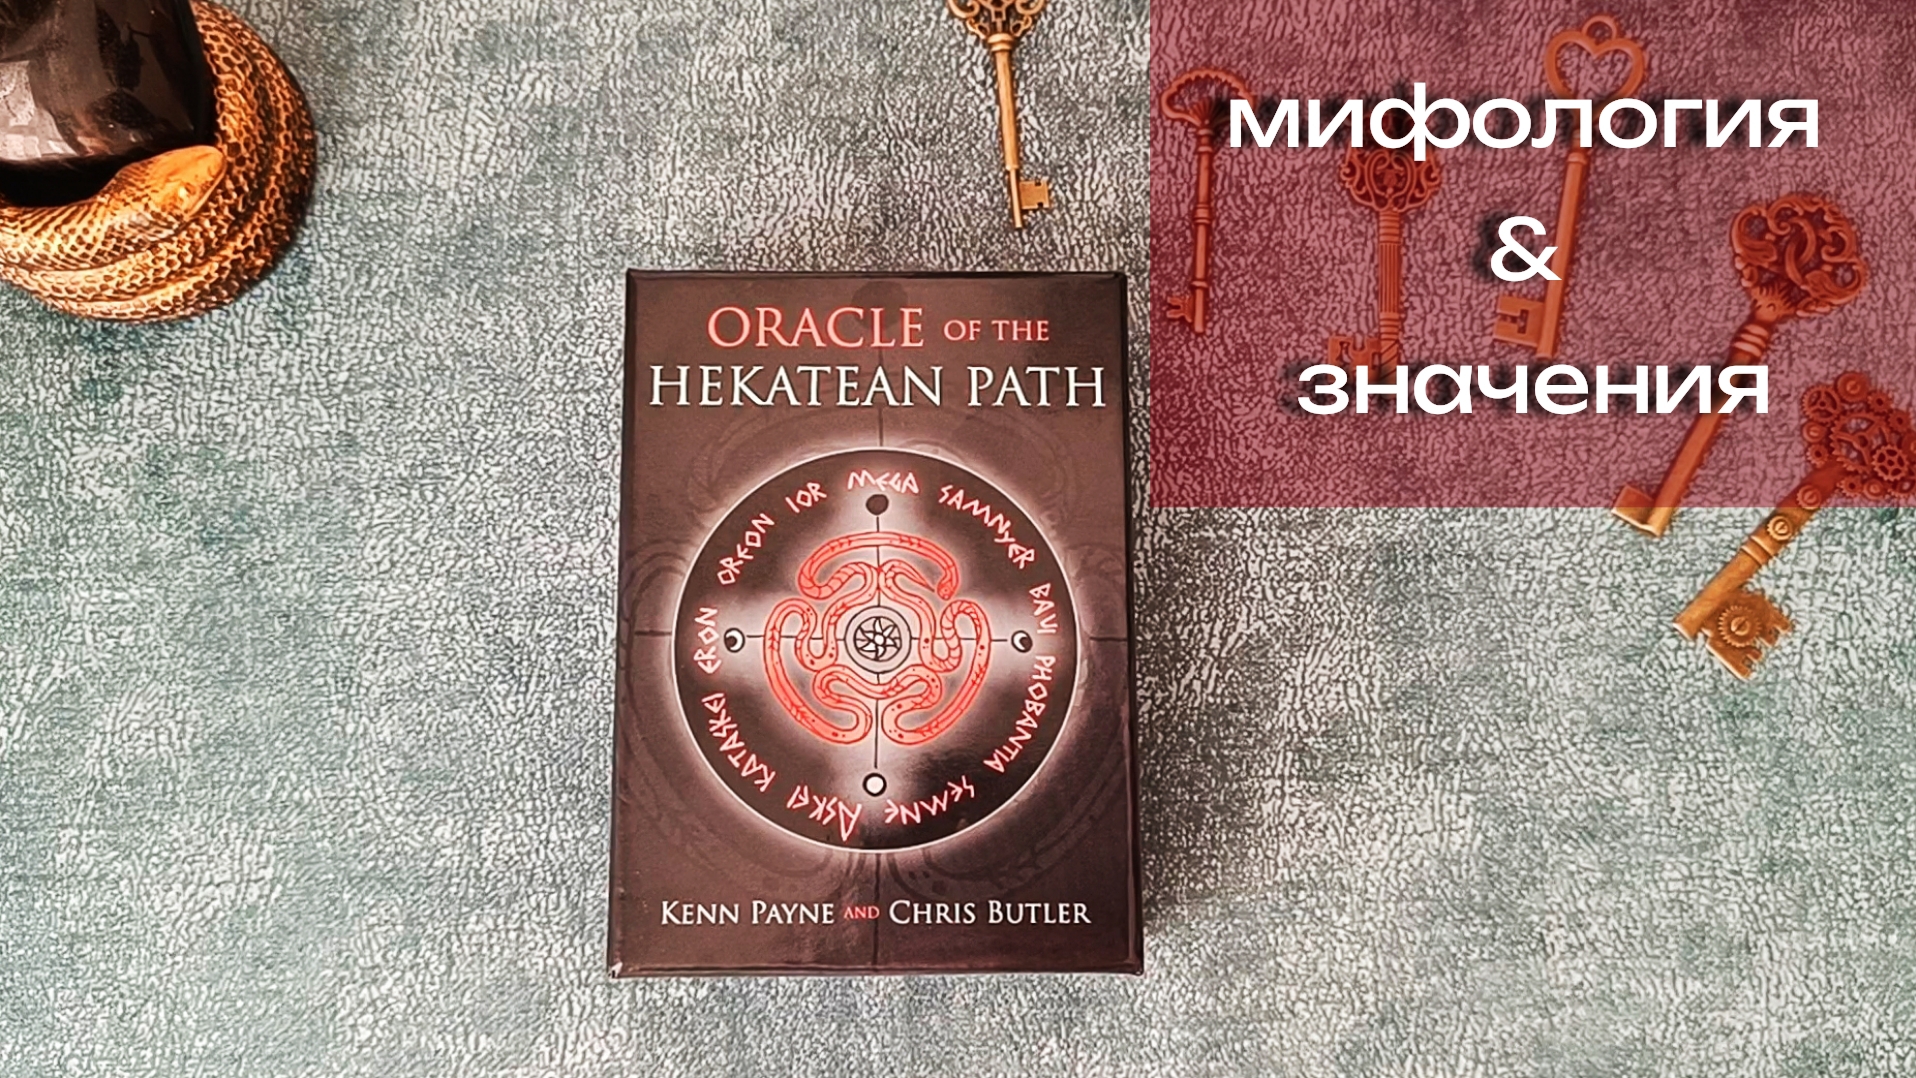 мифология
&
значения
ORACLE OF THE
HEKATEAN PATH
ASKEI KATASKEI ERON OREON IOR MEGA SAMNYER BAVI PHOBANTIA SEMNE
KENN PAYNE AND CHRIS BUTLER